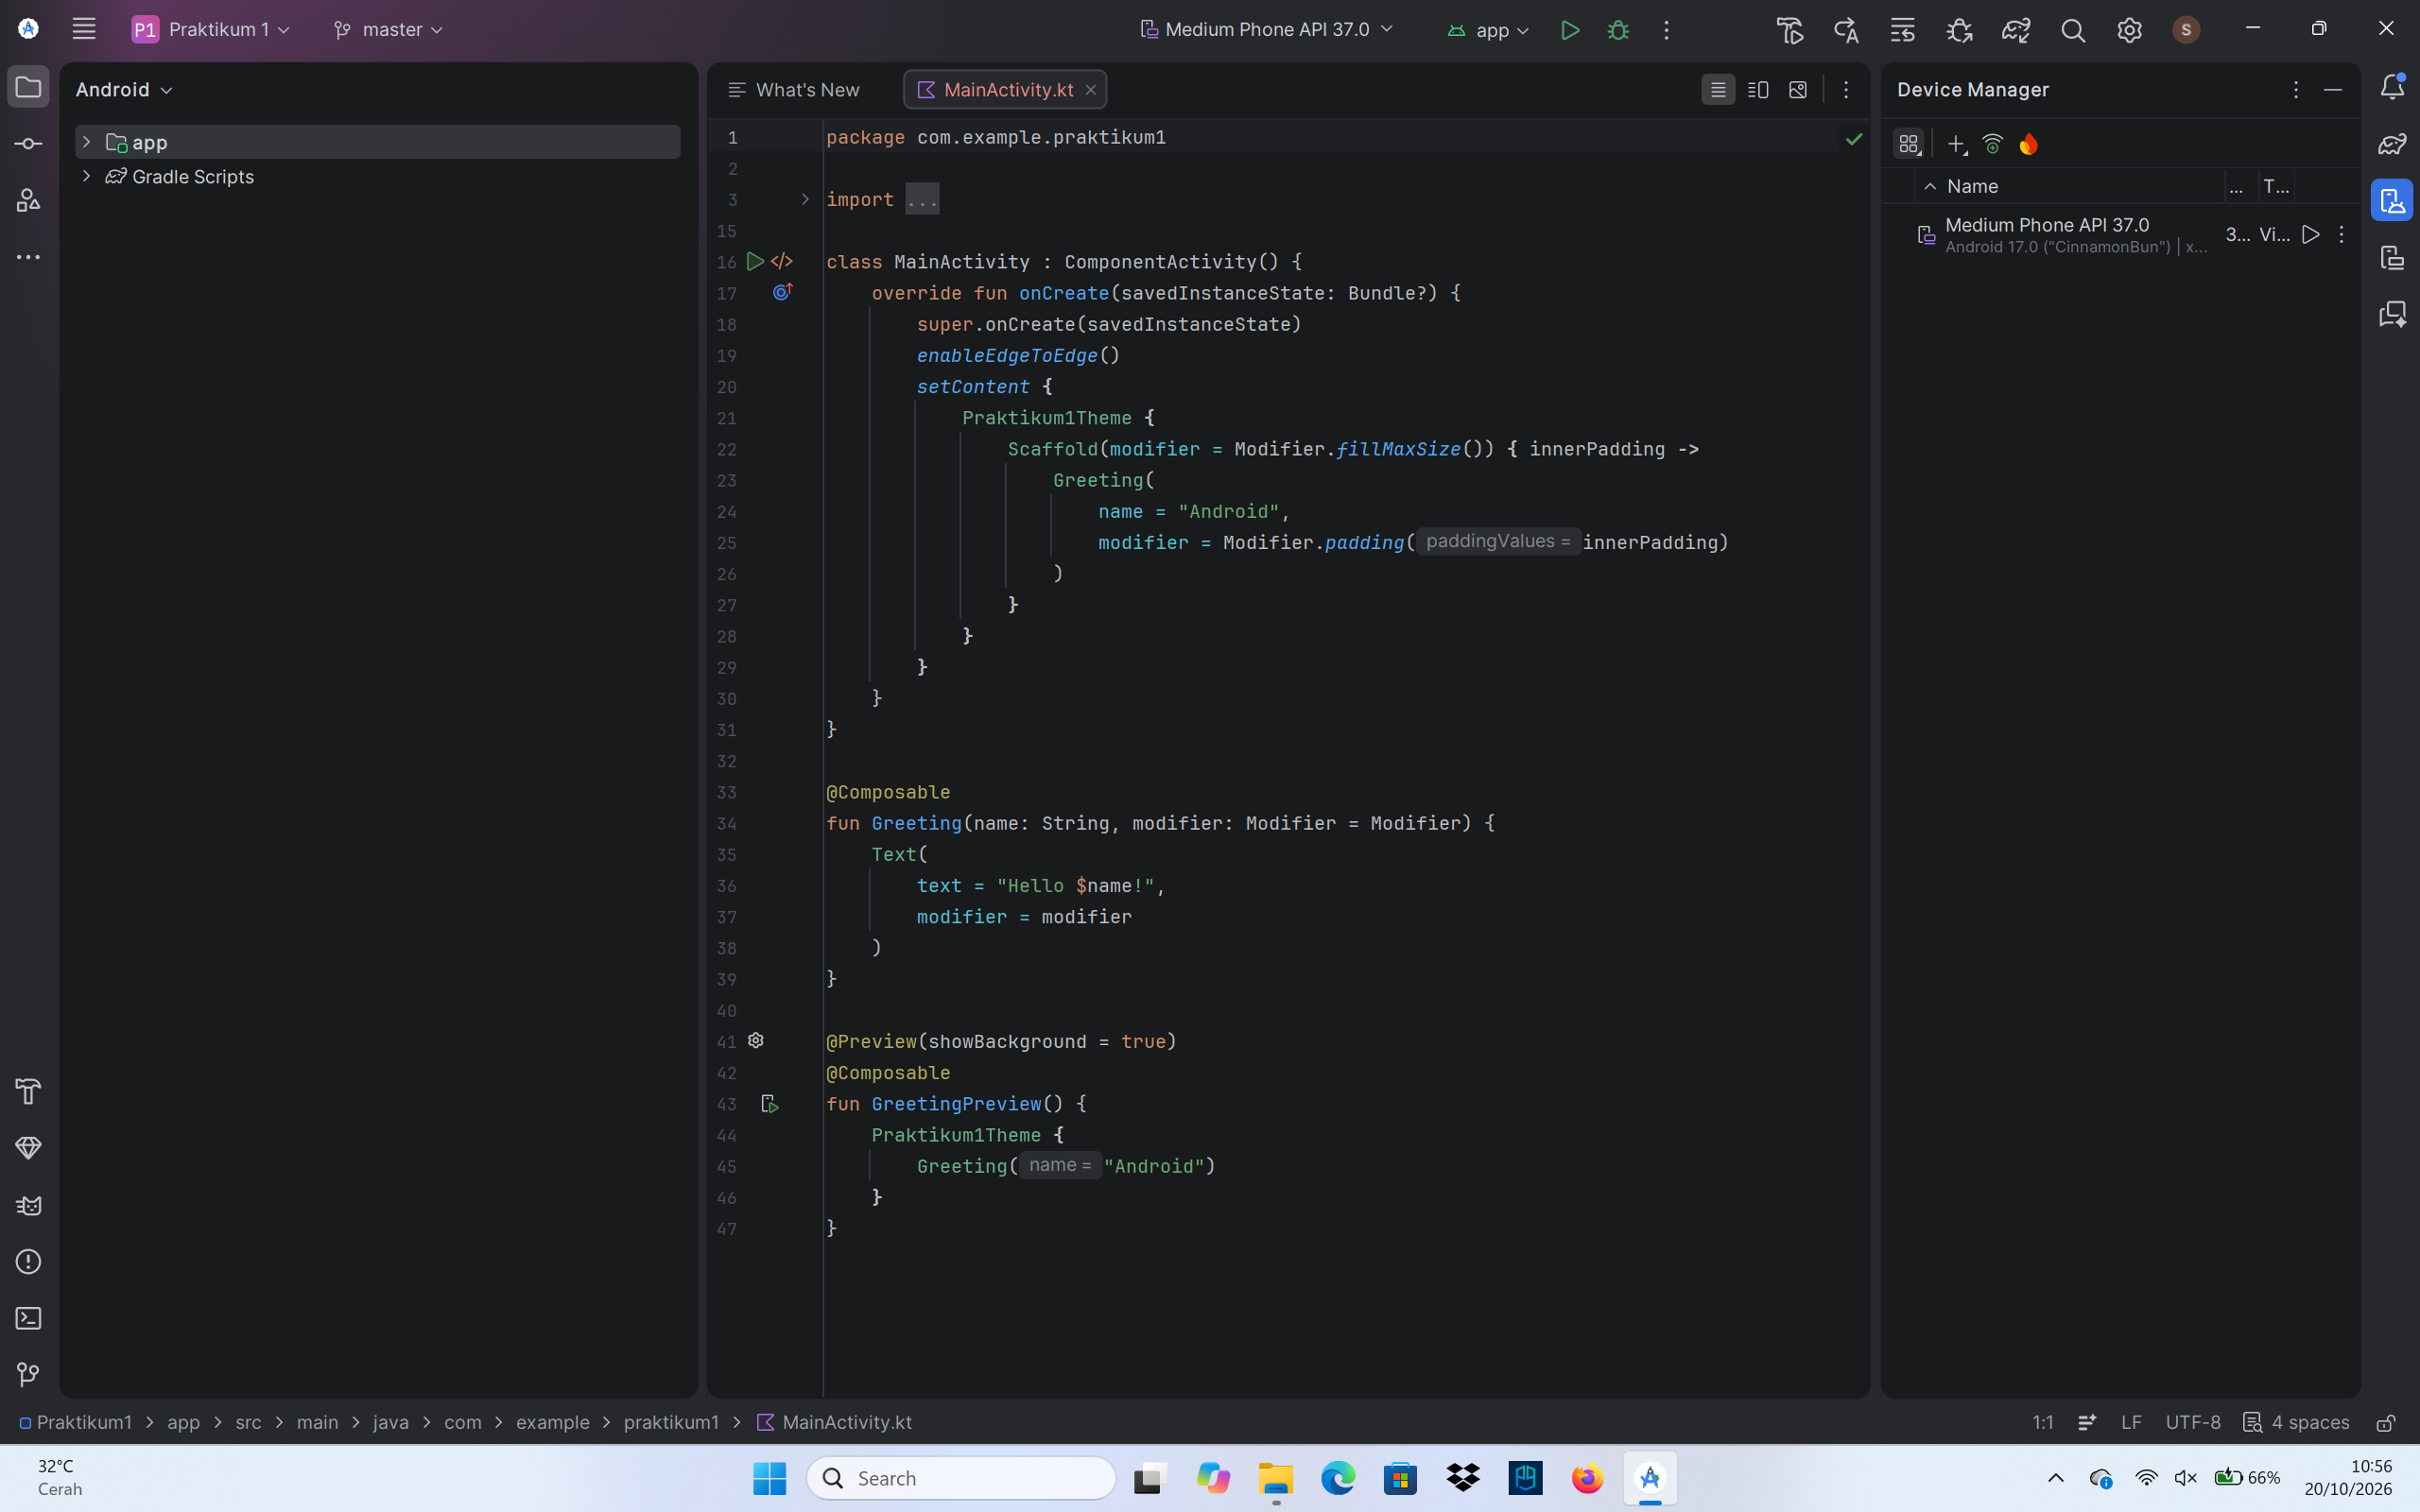 P1 Praktikum 1
master
Medium Phone API 37.0
app
S
Android
app
Gradle Scripts
What's New
MainActivity.kt
1 package com.example.praktikum1
2
3 import ...
15
16 class MainActivity : ComponentActivity() {
17 override fun onCreate(savedInstanceState: Bundle?) {
18 super.onCreate(savedInstanceState)
19 enableEdgeToEdge()
20 setContent {
21 Praktikum1Theme {
22 Scaffold(modifier = Modifier.fillMaxSize()) { innerPadding ->
23 Greeting(
24 name = "Android",
25 modifier = Modifier.padding( paddingValues = innerPadding)
26 )
27 }
28 }
29 }
30 }
31 }
32
33 @Composable
34 fun Greeting(name: String, modifier: Modifier = Modifier) {
35 Text(
36 text = "Hello $name!",
37 modifier = modifier
38 )
39 }
40
41 @Preview(showBackground = true)
42 @Composable
43 fun GreetingPreview() {
44 Praktikum1Theme {
45 Greeting( name = "Android")
46 }
47 }
Device Manager
Name ... T...
Medium Phone API 37.0 3... Vi...
Android 17.0 ("CinnamonBun") | x...
Praktikum1 > app > src > main > java > com > example > praktikum1 > MainActivity.kt
1:1 LF UTF-8 4 spaces
32°C
Cerah
Search
66%
10:56
20/10/2026